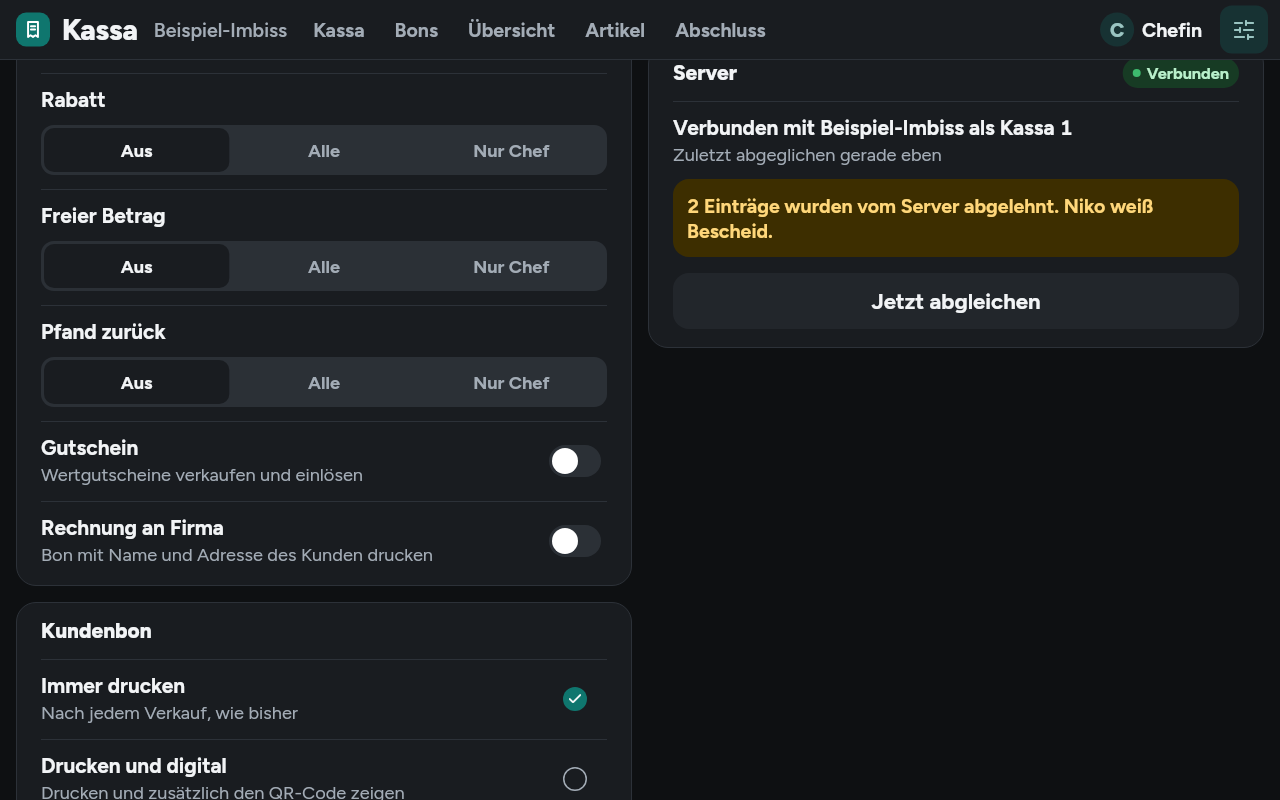 Kassa Beispiel-Imbiss Kassa Bons Übersicht Artikel Abschluss C Chefin
Rabatt
Aus Alle Nur Chef
Freier Betrag
Aus Alle Nur Chef
Pfand zurück
Aus Alle Nur Chef
Gutschein
Wertgutscheine verkaufen und einlösen
Rechnung an Firma
Bon mit Name und Adresse des Kunden drucken
Kundenbon
Immer drucken
Nach jedem Verkauf, wie bisher
Drucken und digital
Drucken und zusätzlich den QR-Code zeigen
Server Verbunden
Verbunden mit Beispiel-Imbiss als Kassa 1
Zuletzt abgeglichen gerade eben
2 Einträge wurden vom Server abgelehnt. Niko weiß
Bescheid.
Jetzt abgleichen